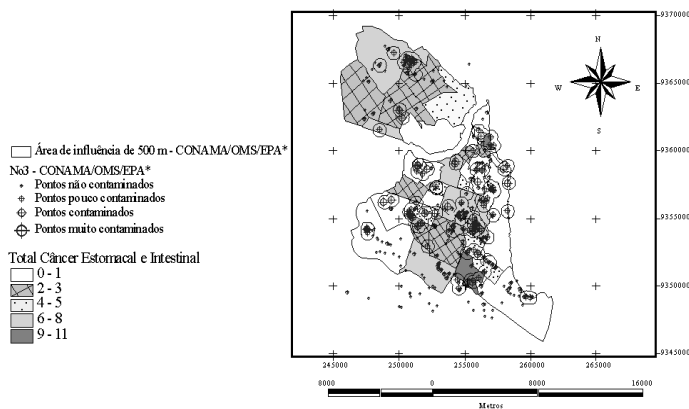 Área de influência de 500 m - CONAMA/OMS/EPA*
No3 - CONAMA/OMS/EPA*
Pontos não contaminados
Pontos pouco contaminados
Pontos contaminados
Pontos muito contaminados
Total Câncer Estomacal e Intestinal
0 - 1
2 - 3
4 - 5
6 - 8
9 - 11
N
W E
S
9370000
9365000
9360000
9355000
9350000
9345000
245000 250000 255000 260000 265000
8000 0 8000 16000
Metros